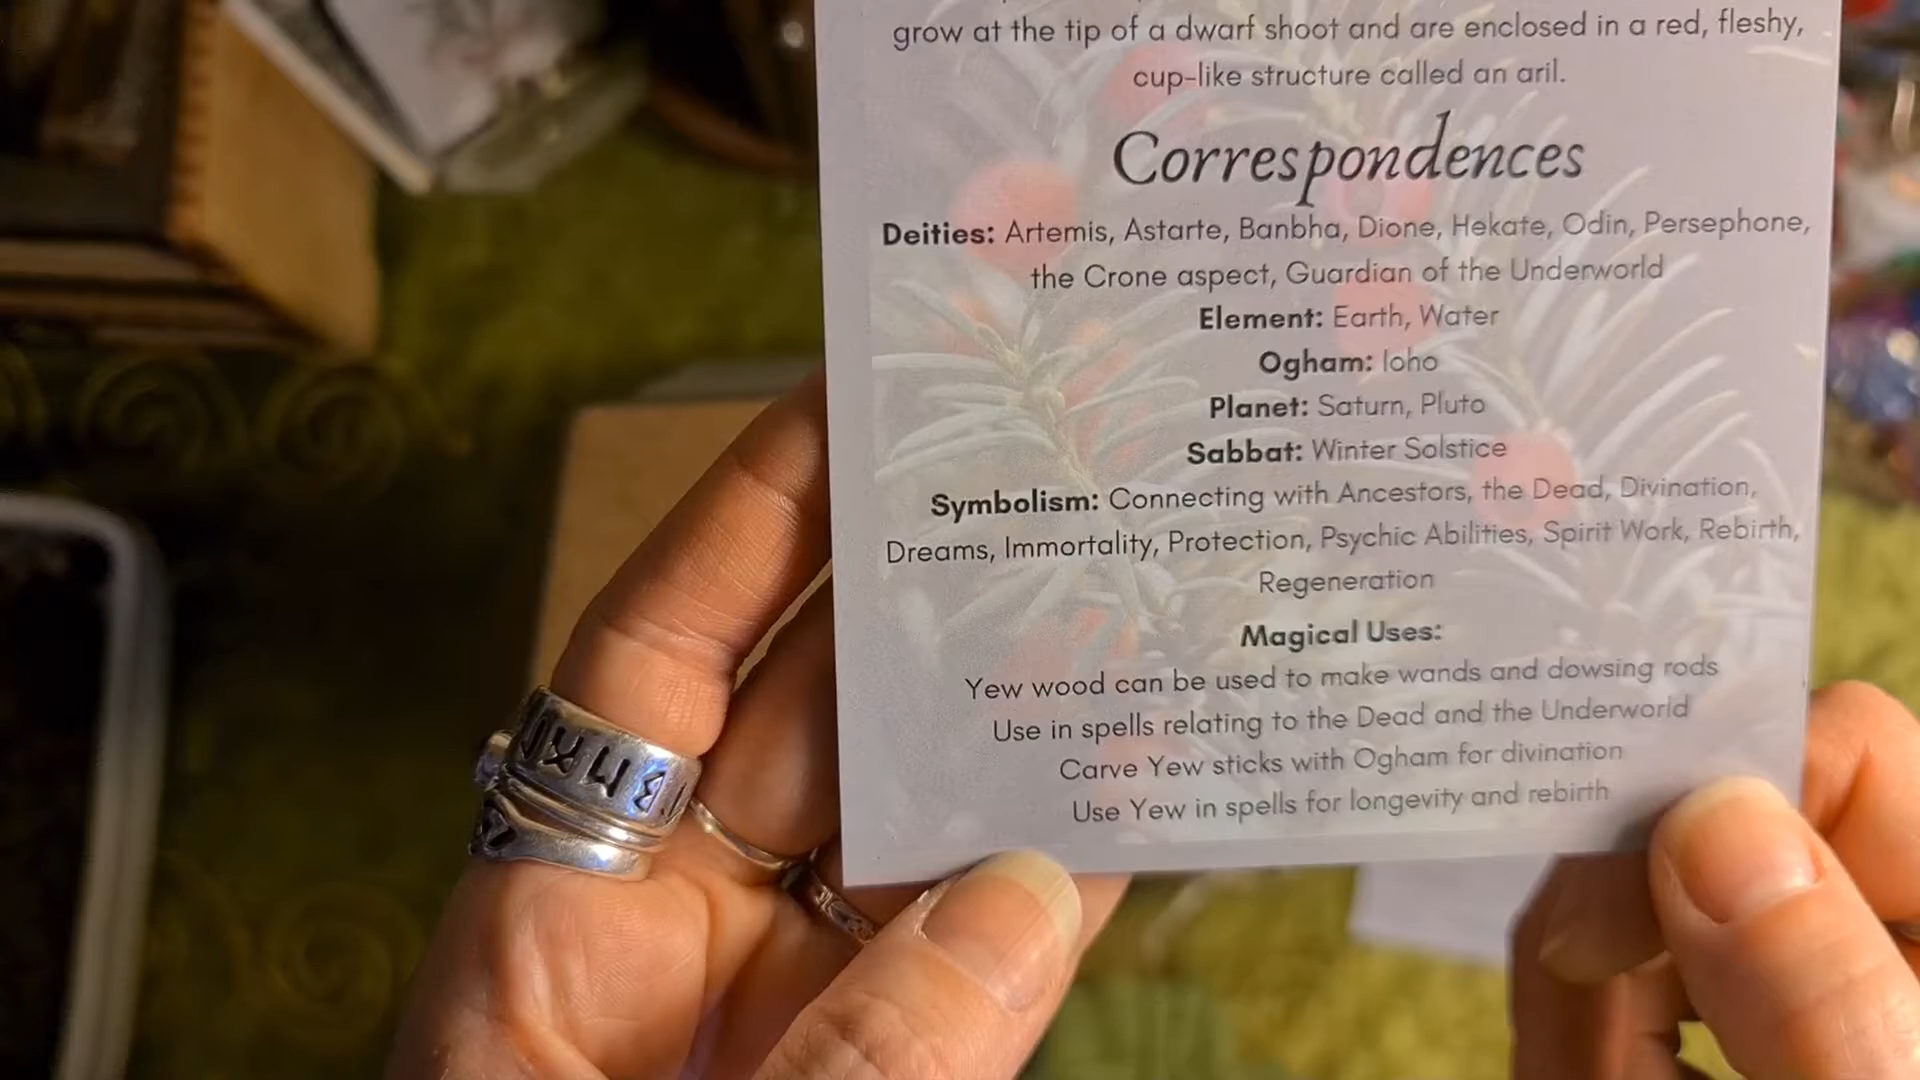 grow at the tip of a dwarf shoot and are enclosed in a red, fleshy,
cup-like structure called an aril.
Correspondences
Deities: Artemis, Astarte, Banbha, Dione, Hekate, Odin, Persephone,
the Crone aspect, Guardian of the Underworld
Element: Earth, Water
Ogham: Ioho
Planet: Saturn, Pluto
Sabbat: Winter Solstice
Symbolism: Connecting with Ancestors, the Dead, Divination,
Dreams, Immortality, Protection, Psychic Abilities, Spirit Work, Rebirth,
Regeneration
Magical Uses:
Yew wood can be used to make wands and dowsing rods
Use in spells relating to the Dead and the Underworld
Carve Yew sticks with Ogham for divination
Use Yew in spells for longevity and rebirth